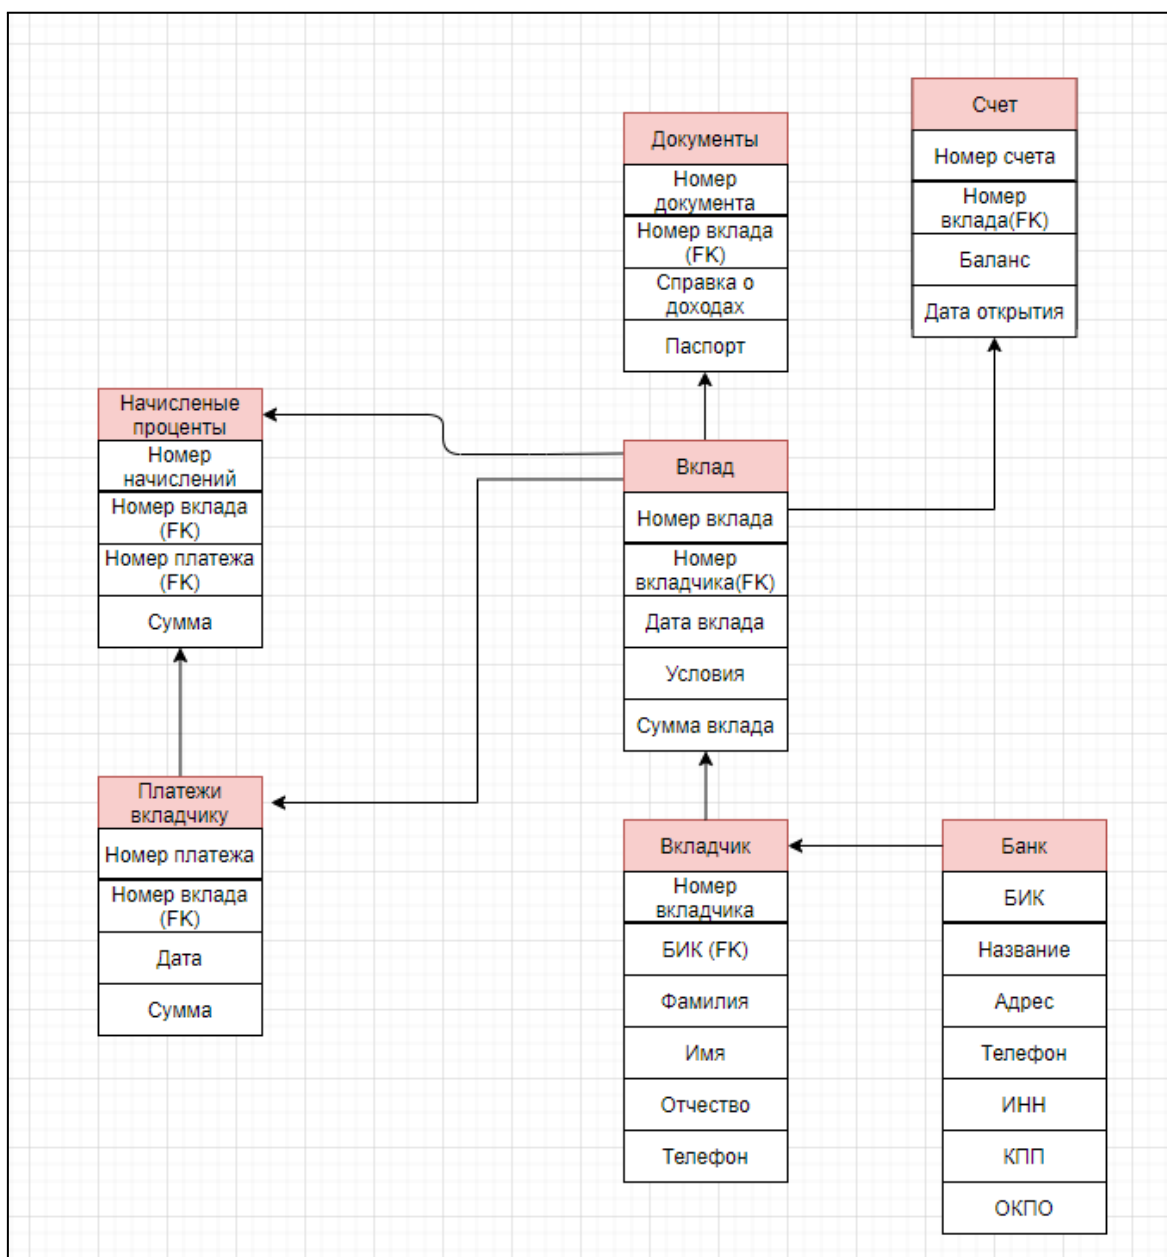 Счет
Номер счета
Номер
вклада(FK)
Баланс
Дата открытия
Документы
Номер
документа
Номер вклада
(FK)
Справка о
доходах
Паспорт
Начисленые
проценты
Номер
начислений
Номер вклада
(FK)
Номер платежа
(FK)
Сумма
Вклад
Номер вклада
Номер
вкладчика(FK)
Дата вклада
Условия
Сумма вклада
Платежи
вкладчику
Номер платежа
Номер вклада
(FK)
Дата
Сумма
Вкладчик
Номер
вкладчика
БИК (FK)
Фамилия
Имя
Отчество
Телефон
Банк
БИК
Название
Адрес
Телефон
ИНН
КПП
ОКПО